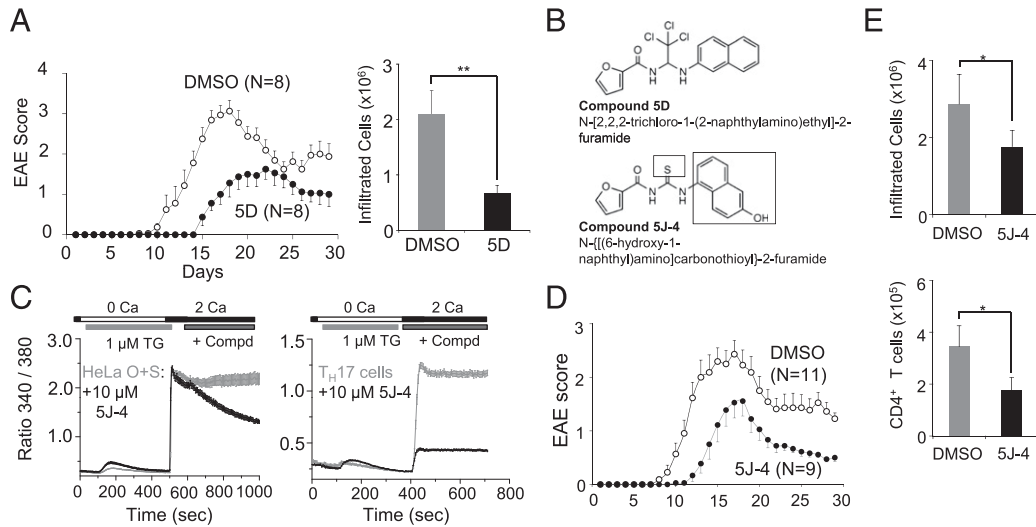 A
EAE Score
4
3
2
1
0
DMSO (N=8)
5D (N=8)
0 5 10 15 20 25 30
Days
Infiltrated Cells (x10⁶)
3
2
1
0
**
DMSO 5D
B
Cl
Cl Cl
O
O
N
H
N
H
Compound 5D
N-[2,2,2-trichloro-1-(2-naphthylamino)ethyl]-2-
furamide
O
S
O
N
H
N
H
OH
Compound 5J-4
N-{[(6-hydroxy-1-
naphthyl)amino]carbonothioyl}-2-furamide
C
0 Ca 2 Ca
1 µM TG + Compd
Ratio 340 / 380
3.0
2.0
1.0
HeLa O+S:
+10 µM
5J-4
0 200 400 600 800 1000
Time (sec)
0 Ca 2 Ca
1 µM TG + Compd
1.5
1.0
0.5
TH17 cells
+10 µM 5J-4
0 200 400 600 800
Time (sec)
D
EAE score
3
2
1
0
DMSO
(N=11)
5J-4 (N=9)
0 5 10 15 20 25 30
E
Infiltrated Cells (x10⁶)
4
2
0
*
DMSO 5J-4
CD4⁺ T cells (x10⁵)
6
4
2
0
*
DMSO 5J-4